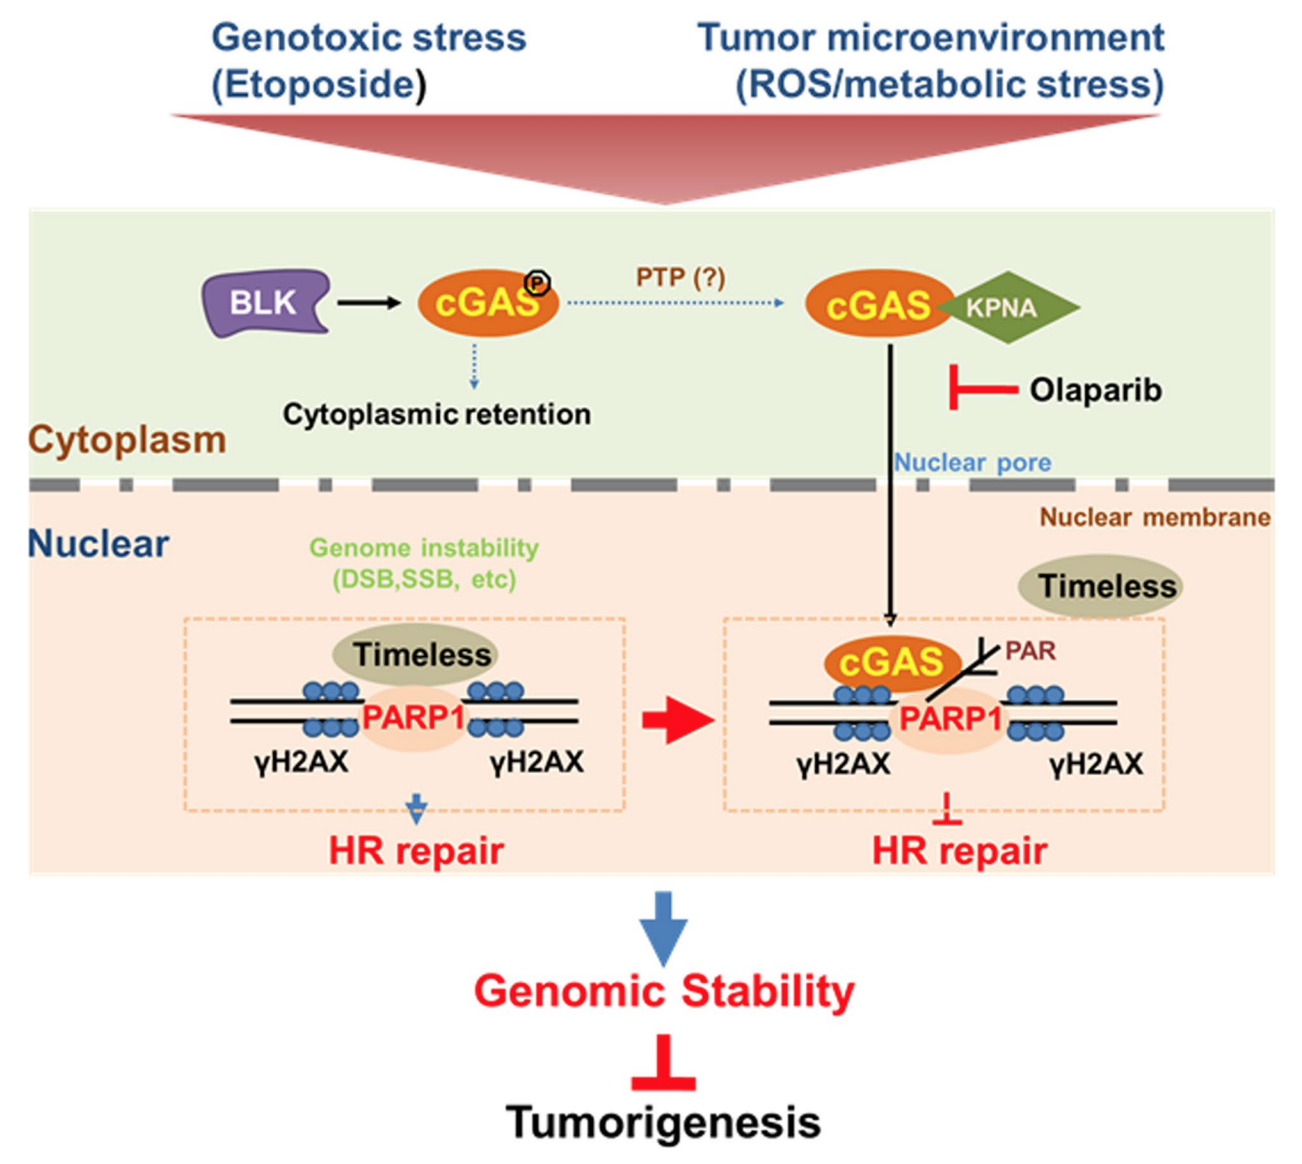 Genotoxic stress
(Etoposide)
Tumor microenvironment
(ROS/metabolic stress)
BLK
cGAS
P
PTP (?)
cGAS
KPNA
Olaparib
Cytoplasmic retention
Cytoplasm
Nuclear pore
Nuclear membrane
Nuclear
Genome instability
(DSB,SSB, etc)
Timeless
Timeless
PARP1
γH2AX
γH2AX
HR repair
cGAS
PAR
PARP1
γH2AX
γH2AX
HR repair
Genomic Stability
Tumorigenesis